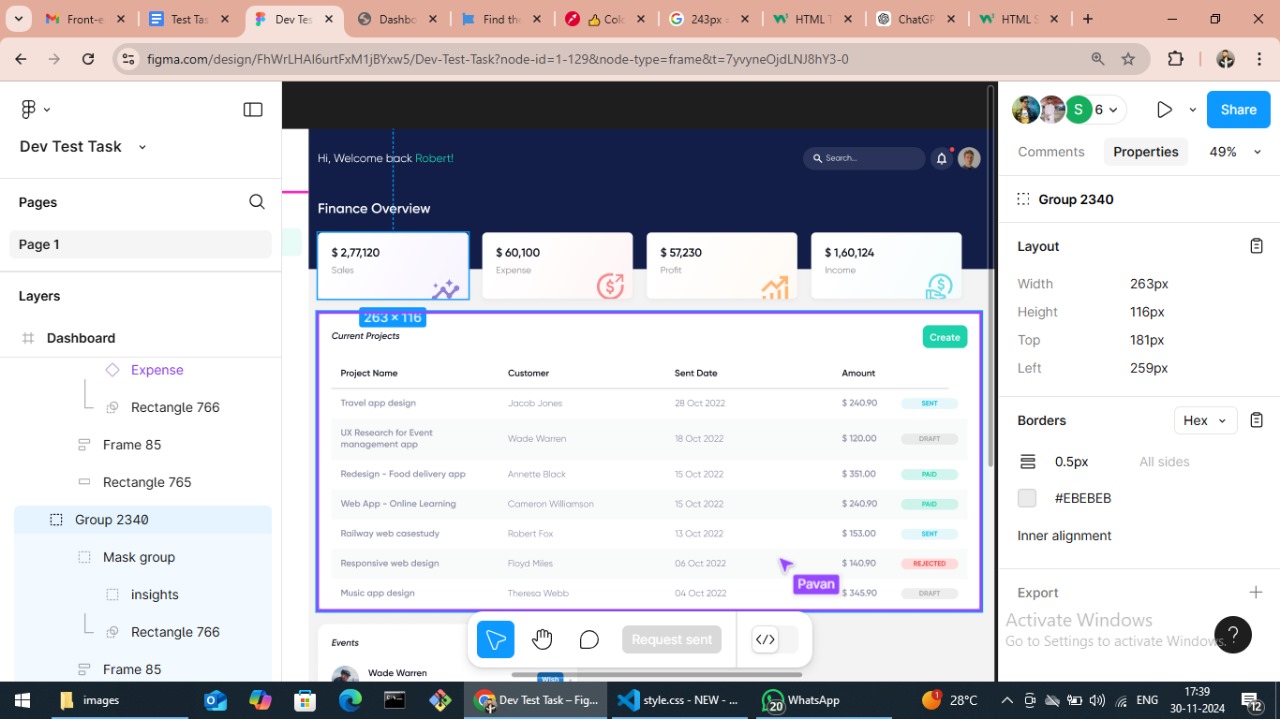 Front-e
Test Tas
Dev Tes
Dashbo
Find the
Colo
243px
HTML T
ChatGP
HTML S
figma.com/design/FhWrLHAI6urtFxM1jBYxw5/Dev-Test-Task?node-id=1-129&node-type=frame&t=7yvyneOjdLNJ8hY3-0
Dev Test Task
Pages
Page 1
Layers
Dashboard
Expense
Rectangle 766
Frame 85
Rectangle 765
Group 2340
Mask group
insights
Rectangle 766
Frame 85
Hi, Welcome back Robert!
Search...
Finance Overview
$ 2,77,120
Sales
$ 60,100
Expense
$ 57,230
Profit
$ 1,60,124
Income
263 × 116
Current Projects
Create
Project Name Customer Sent Date Amount
Travel app design Jacob Jones 28 Oct 2022 $ 240.90 SENT
UX Research for Event
management app Wade Warren 18 Oct 2022 $ 120.00 DRAFT
Redesign - Food delivery app Annette Black 15 Oct 2022 $ 351.00 PAID
Web App - Online Learning Cameron Williamson 15 Oct 2022 $ 240.90 PAID
Railway web casestudy Robert Fox 13 Oct 2022 $ 153.00 SENT
Responsive web design Floyd Miles 06 Oct 2022 $ 140.90 REJECTED
Pavan
Music app design Theresa Webb 04 Oct 2022 $ 345.90 DRAFT
Events
Wade Warren
Wish
Request sent
S 6
Share
Comments Properties 49%
Group 2340
Layout
Width 263px
Height 116px
Top 181px
Left 259px
Borders Hex
0.5px All sides
#EBEBEB
Inner alignment
Export
Activate Windows
Go to Settings to activate Windows.
?
images
Dev Test Task – Fig...
style.css - NEW - ...
20
WhatsApp
1
28°C
ENG
17:39
30-11-2024
12